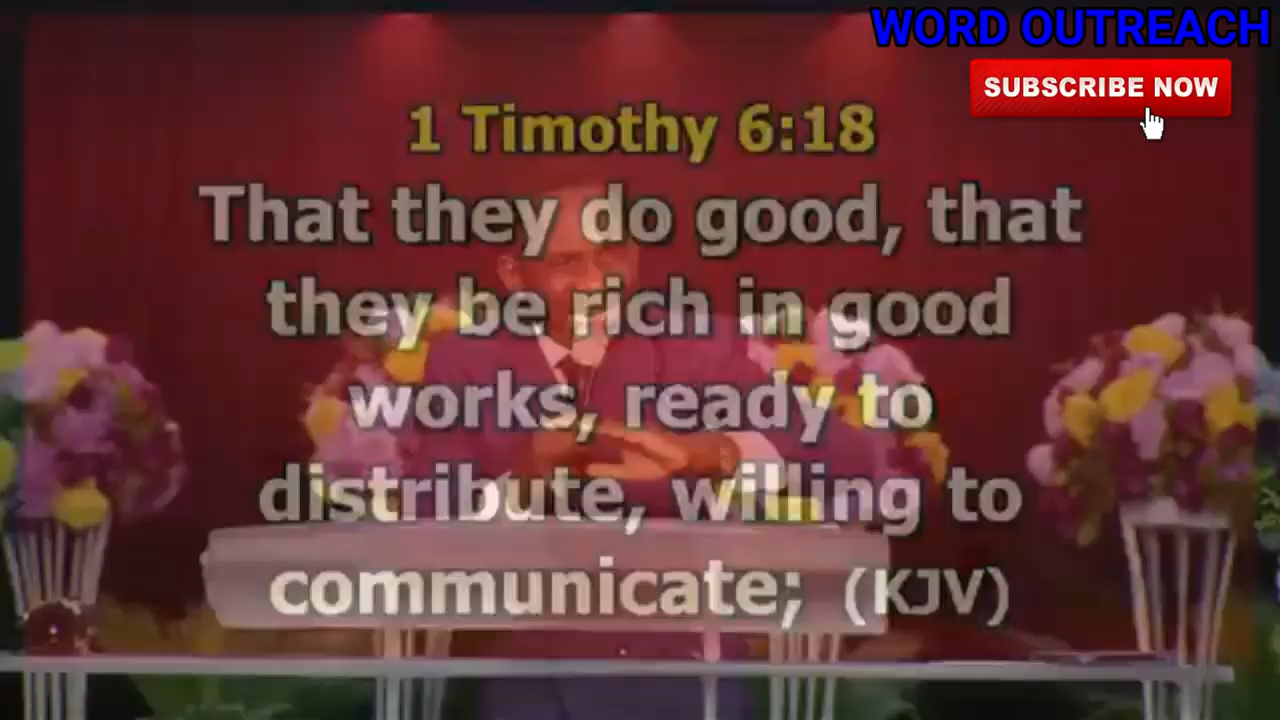 WORD OUTREACH
SUBSCRIBE NOW
1 Timothy 6:18
That they do good, that
they be rich in good
works, ready to
distribute, willing to
communicate; (KJV)